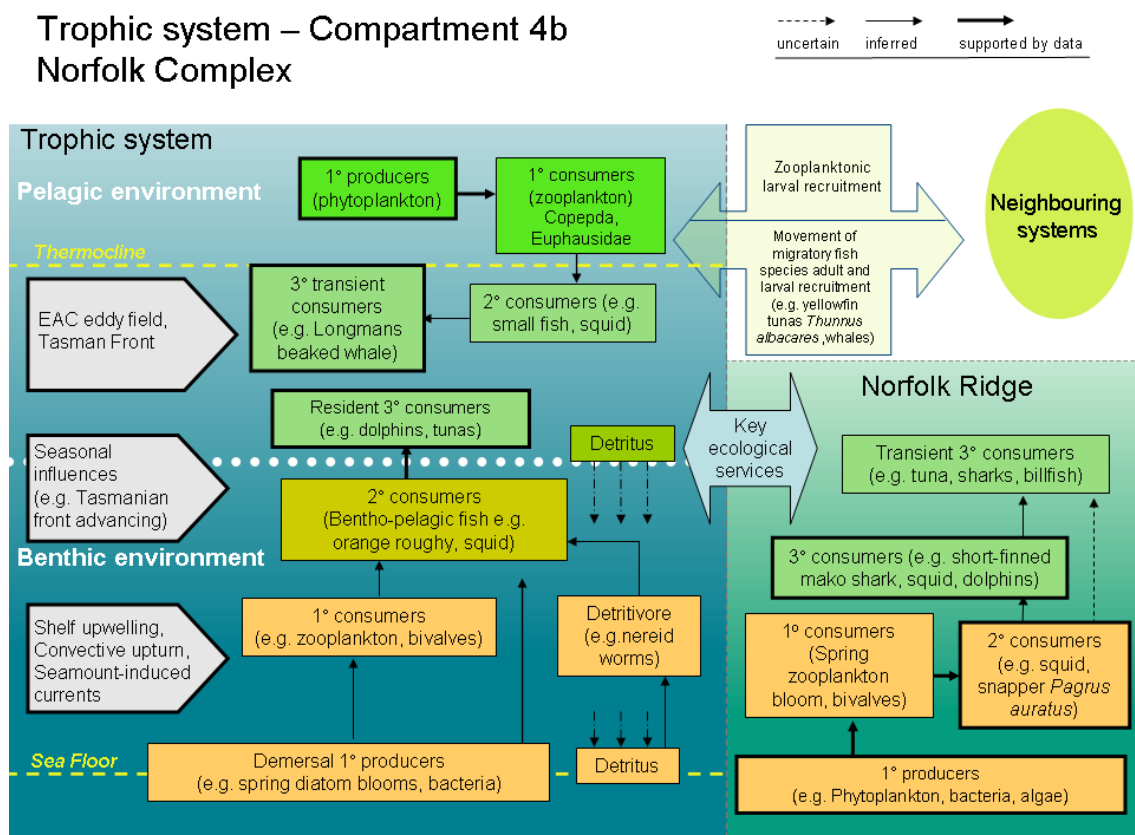 Trophic system – Compartment 4b
Norfolk Complex
uncertain
inferred
supported by data
Trophic system
Pelagic environment
1° producers
(phytoplankton)
1° consumers
(zooplankton)
Copepda,
Euphausidae
Zooplanktonic
larval recruitment
Neighbouring
systems
Movement of
migratory fish
species adult and
larval recruitment
(e.g. yellowfin
tunas Thunnus
albacares ,whales)
Thermocline
EAC eddy field,
Tasman Front
3° transient
consumers
(e.g. Longmans
beaked whale)
2° consumers (e.g.
small fish, squid)
Resident 3° consumers
(e.g. dolphins, tunas)
Detritus
Key
ecological
services
Norfolk Ridge
Transient 3° consumers
(e.g. tuna, sharks, billfish)
Seasonal
influences
(e.g. Tasmanian
front advancing)
2° consumers
(Bentho-pelagic fish e.g.
orange roughy, squid)
Benthic environment
3° consumers (e.g. short-finned
mako shark, squid, dolphins)
Shelf upwelling,
Convective upturn,
Seamount-induced
currents
1° consumers
(e.g. zooplankton, bivalves)
Detritivore
(e.g.nereid
worms)
1º consumers
(Spring
zooplankton
bloom, bivalves)
2° consumers
(e.g. squid,
snapper Pagrus
auratus)
Sea Floor
Demersal 1° producers
(e.g. spring diatom blooms, bacteria)
Detritus
1° producers
(e.g. Phytoplankton, bacteria, algae)